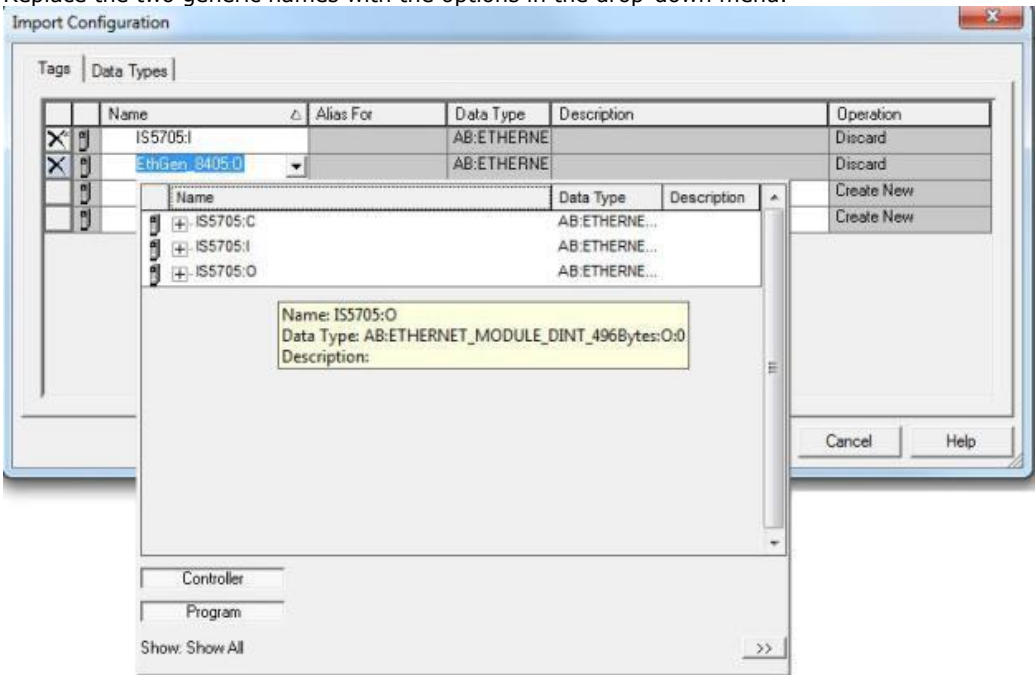 Replace the two generic names with the options in the drop-down menu.
Import Configuration
Tags Data Types
Name Alias For Data Type Description Operation
IS5705:I AB:ETHERNE Discard
EthGen_8405:O AB:ETHERNE Discard
Create New
Create New
Name Data Type Description
IS5705:C AB:ETHERNE...
IS5705:I AB:ETHERNE...
IS5705:O AB:ETHERNE...
Name: IS5705:O
Data Type: AB:ETHERNET_MODULE_DINT_496Bytes:O:0
Description:
Cancel Help
Controller
Program
Show: Show All >>